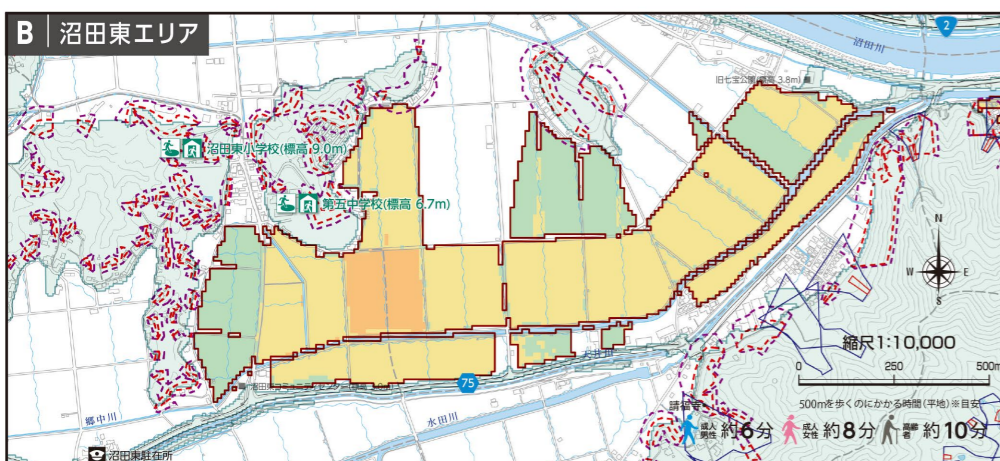 B 沼田東エリア
2
沼田川
旧七宝公園(標高 3.8m)
沼田東小学校(標高 9.0m)
第五中学校(標高 6.7m)
N
W E
S
縮尺1:10,000
0 250 500m
500mを歩くのにかかる時間(平地)※目安
成人男性 約6分 成人女性 約8分 高齢者 約10分
75
郷中川
水田川
沼田東駐在所